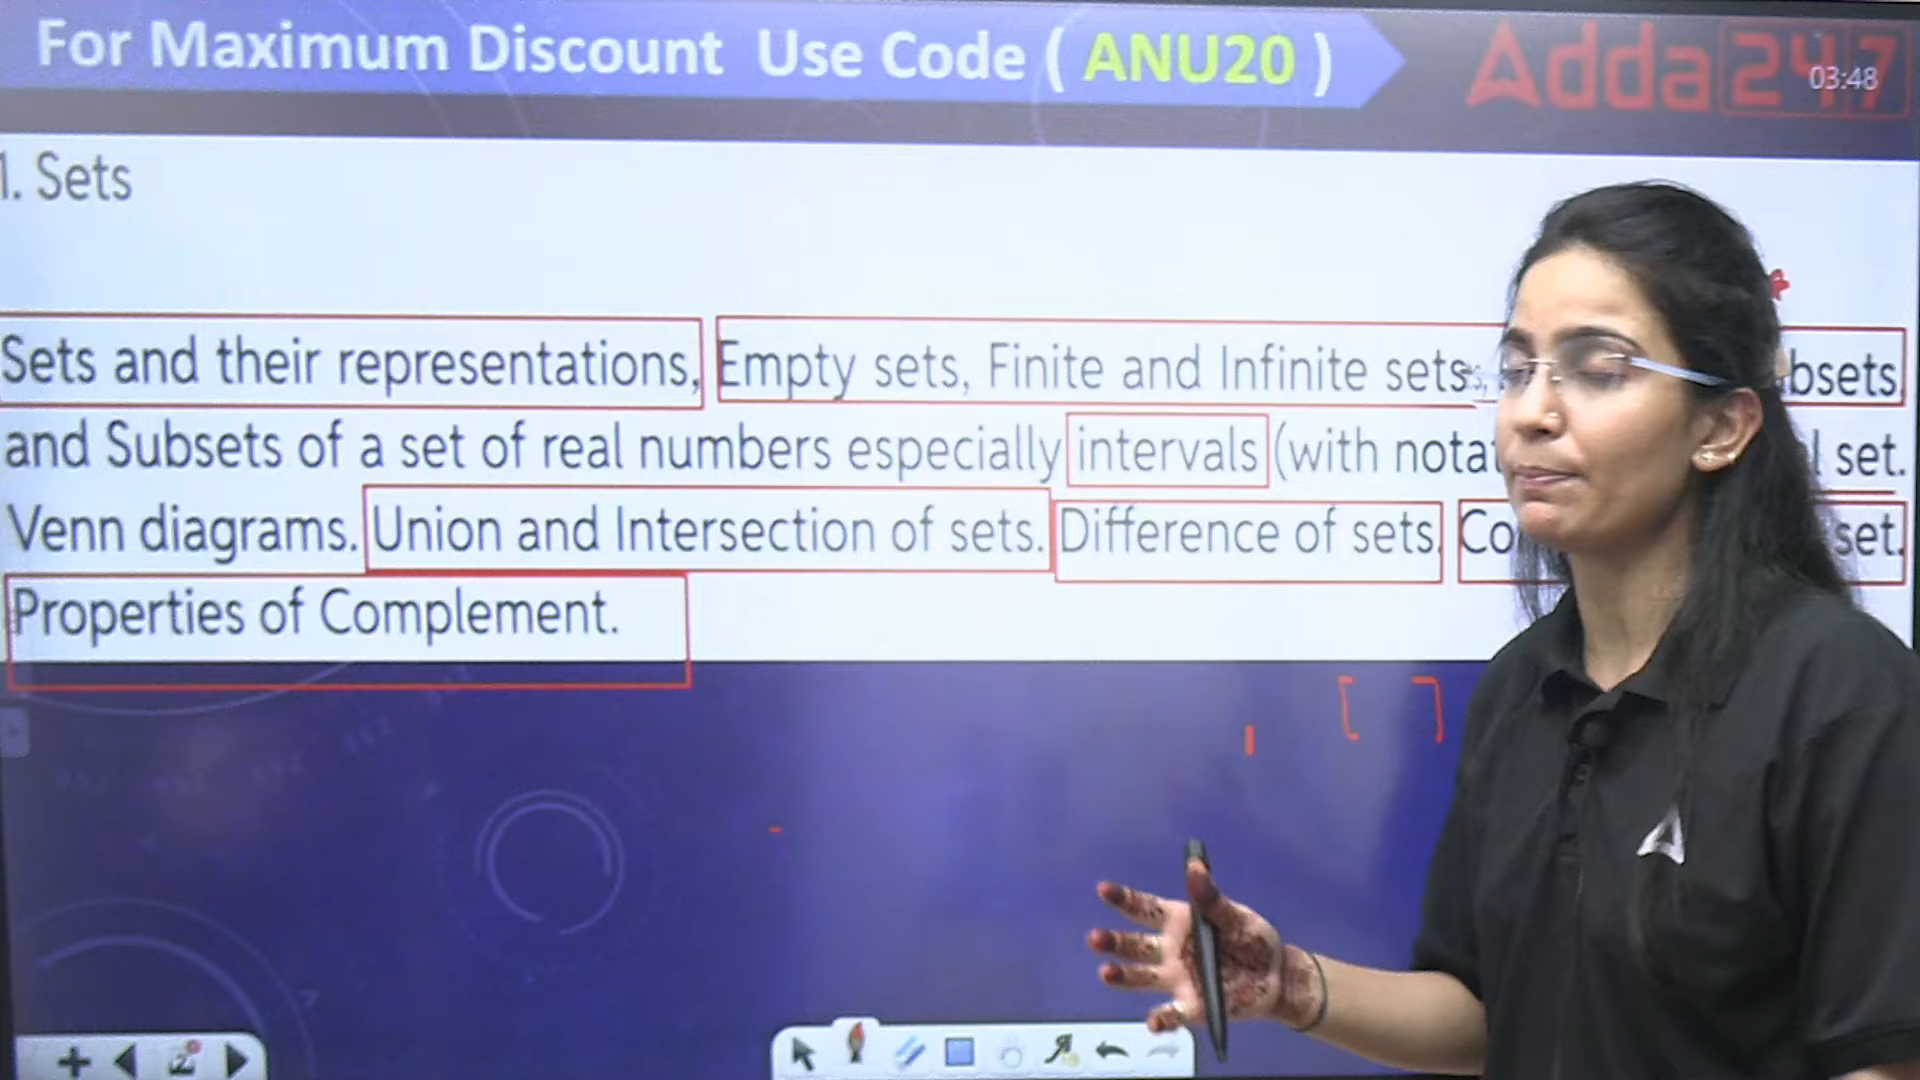 For Maximum Discount Use Code ( ANU20 )
Adda247
03:48
1. Sets
Sets and their representations, Empty sets, Finite and Infinite sets, bsets,
and Subsets of a set of real numbers especially intervals (with notat l set.
Venn diagrams. Union and Intersection of sets. Difference of sets. Co set.
Properties of Complement.
[ ]